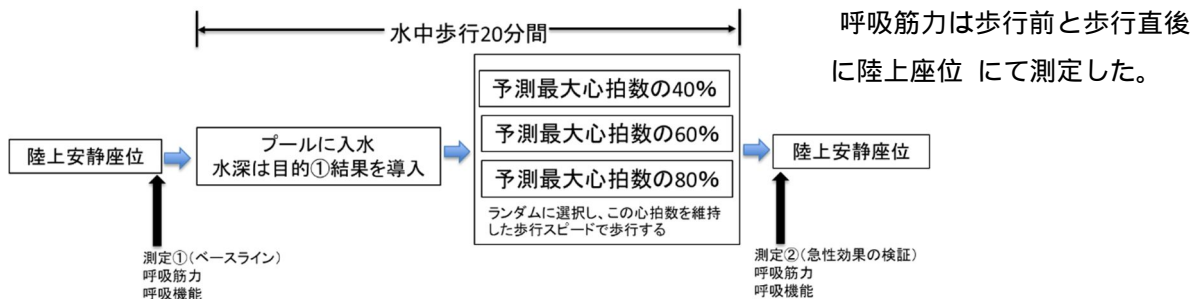 水中歩行20分間
呼吸筋力は歩行前と歩行直後
に陸上座位 にて測定した。
陸上安静座位
プールに入水
水深は目的①結果を導入
予測最大心拍数の40%
予測最大心拍数の60%
予測最大心拍数の80%
ランダムに選択し、この心拍数を維持
した歩行スピードで歩行する
陸上安静座位
測定①(ベースライン)
呼吸筋力
呼吸機能
測定②(急性効果の検証)
呼吸筋力
呼吸機能